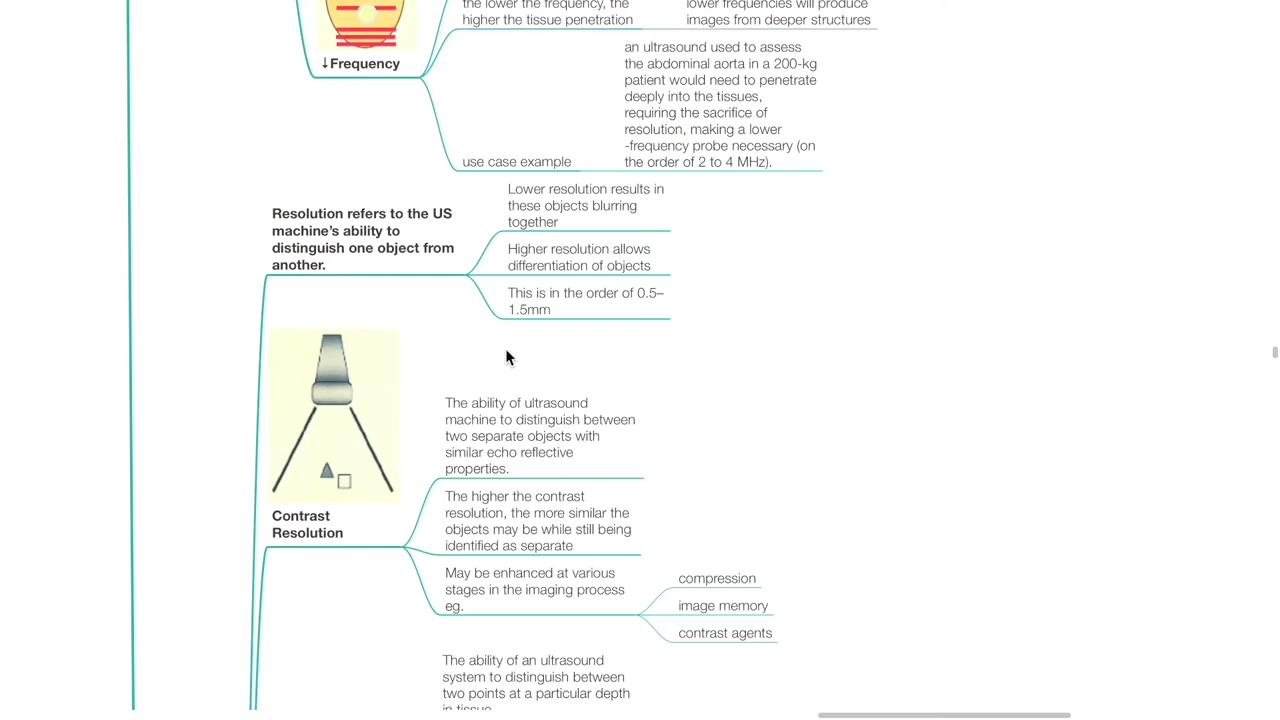 the lower the frequency, the
higher the tissue penetration
lower frequencies will produce
images from deeper structures
↓Frequency
an ultrasound used to assess
the abdominal aorta in a 200-kg
patient would need to penetrate
deeply into the tissues,
requiring the sacrifice of
resolution, making a lower
-frequency probe necessary (on
the order of 2 to 4 MHz).
use case example
Resolution refers to the US
machine's ability to
distinguish one object from
another.
Lower resolution results in
these objects blurring
together
Higher resolution allows
differentiation of objects
This is in the order of 0.5–
1.5mm
Contrast
Resolution
The ability of ultrasound
machine to distinguish between
two separate objects with
similar echo reflective
properties.
The higher the contrast
resolution, the more similar the
objects may be while still being
identified as separate
May be enhanced at various
stages in the imaging process
eg.
compression
image memory
contrast agents
The ability of an ultrasound
system to distinguish between
two points at a particular depth
in tissue